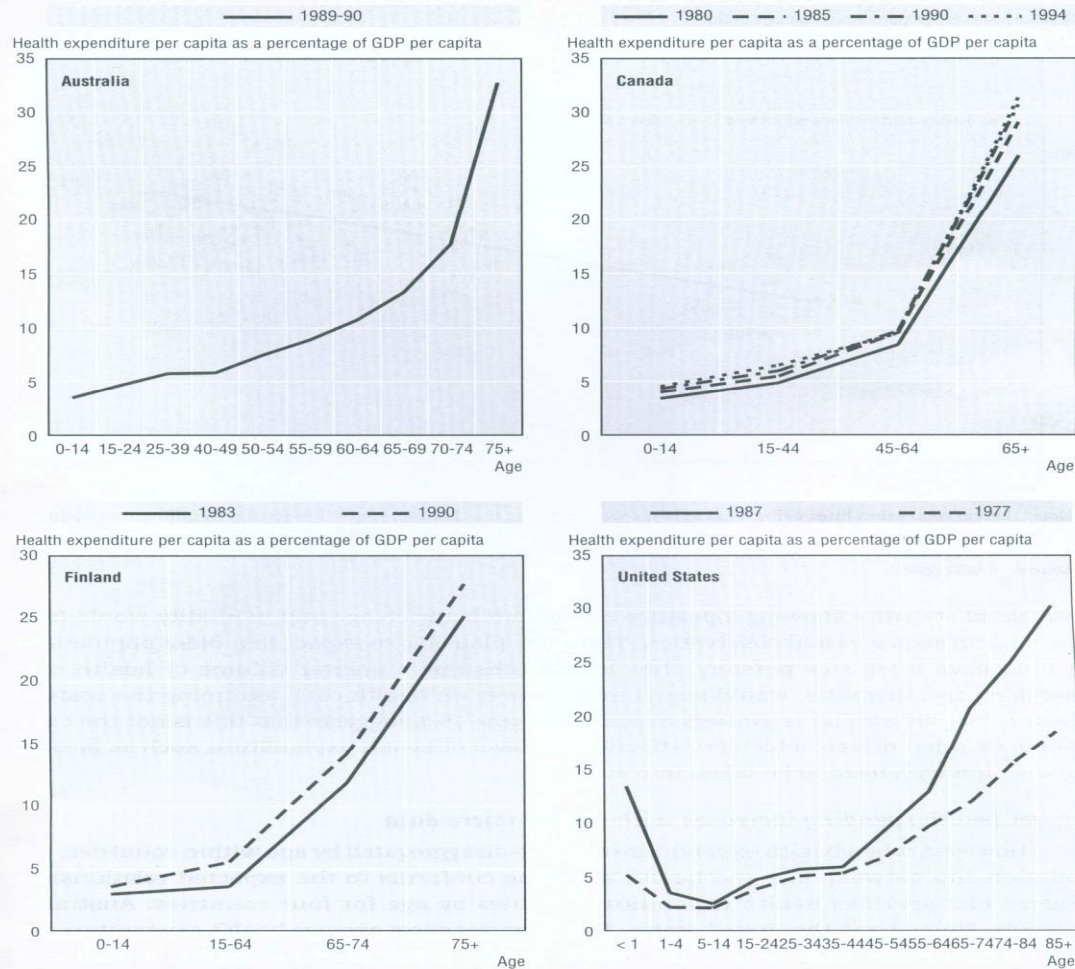 1989-90
1980 1985 1990 1994
Health expenditure per capita as a percentage of GDP per capita
Health expenditure per capita as a percentage of GDP per capita
35
30
25
20
15
10
5
0
Australia
0-14 15-24 25-39 40-49 50-54 55-59 60-64 65-69 70-74 75+
Age
35
30
25
20
15
10
5
0
Canada
0-14 15-44 45-64 65+
Age
1983 1990
1987 1977
Health expenditure per capita as a percentage of GDP per capita
Health expenditure per capita as a percentage of GDP per capita
30
25
20
15
10
5
0
Finland
0-14 15-64 65-74 75+
Age
35
30
25
20
15
10
5
0
United States
< 1 1-4 5-14 15-24 25-34 35-44 45-54 55-64 65-74 74-84 85+
Age